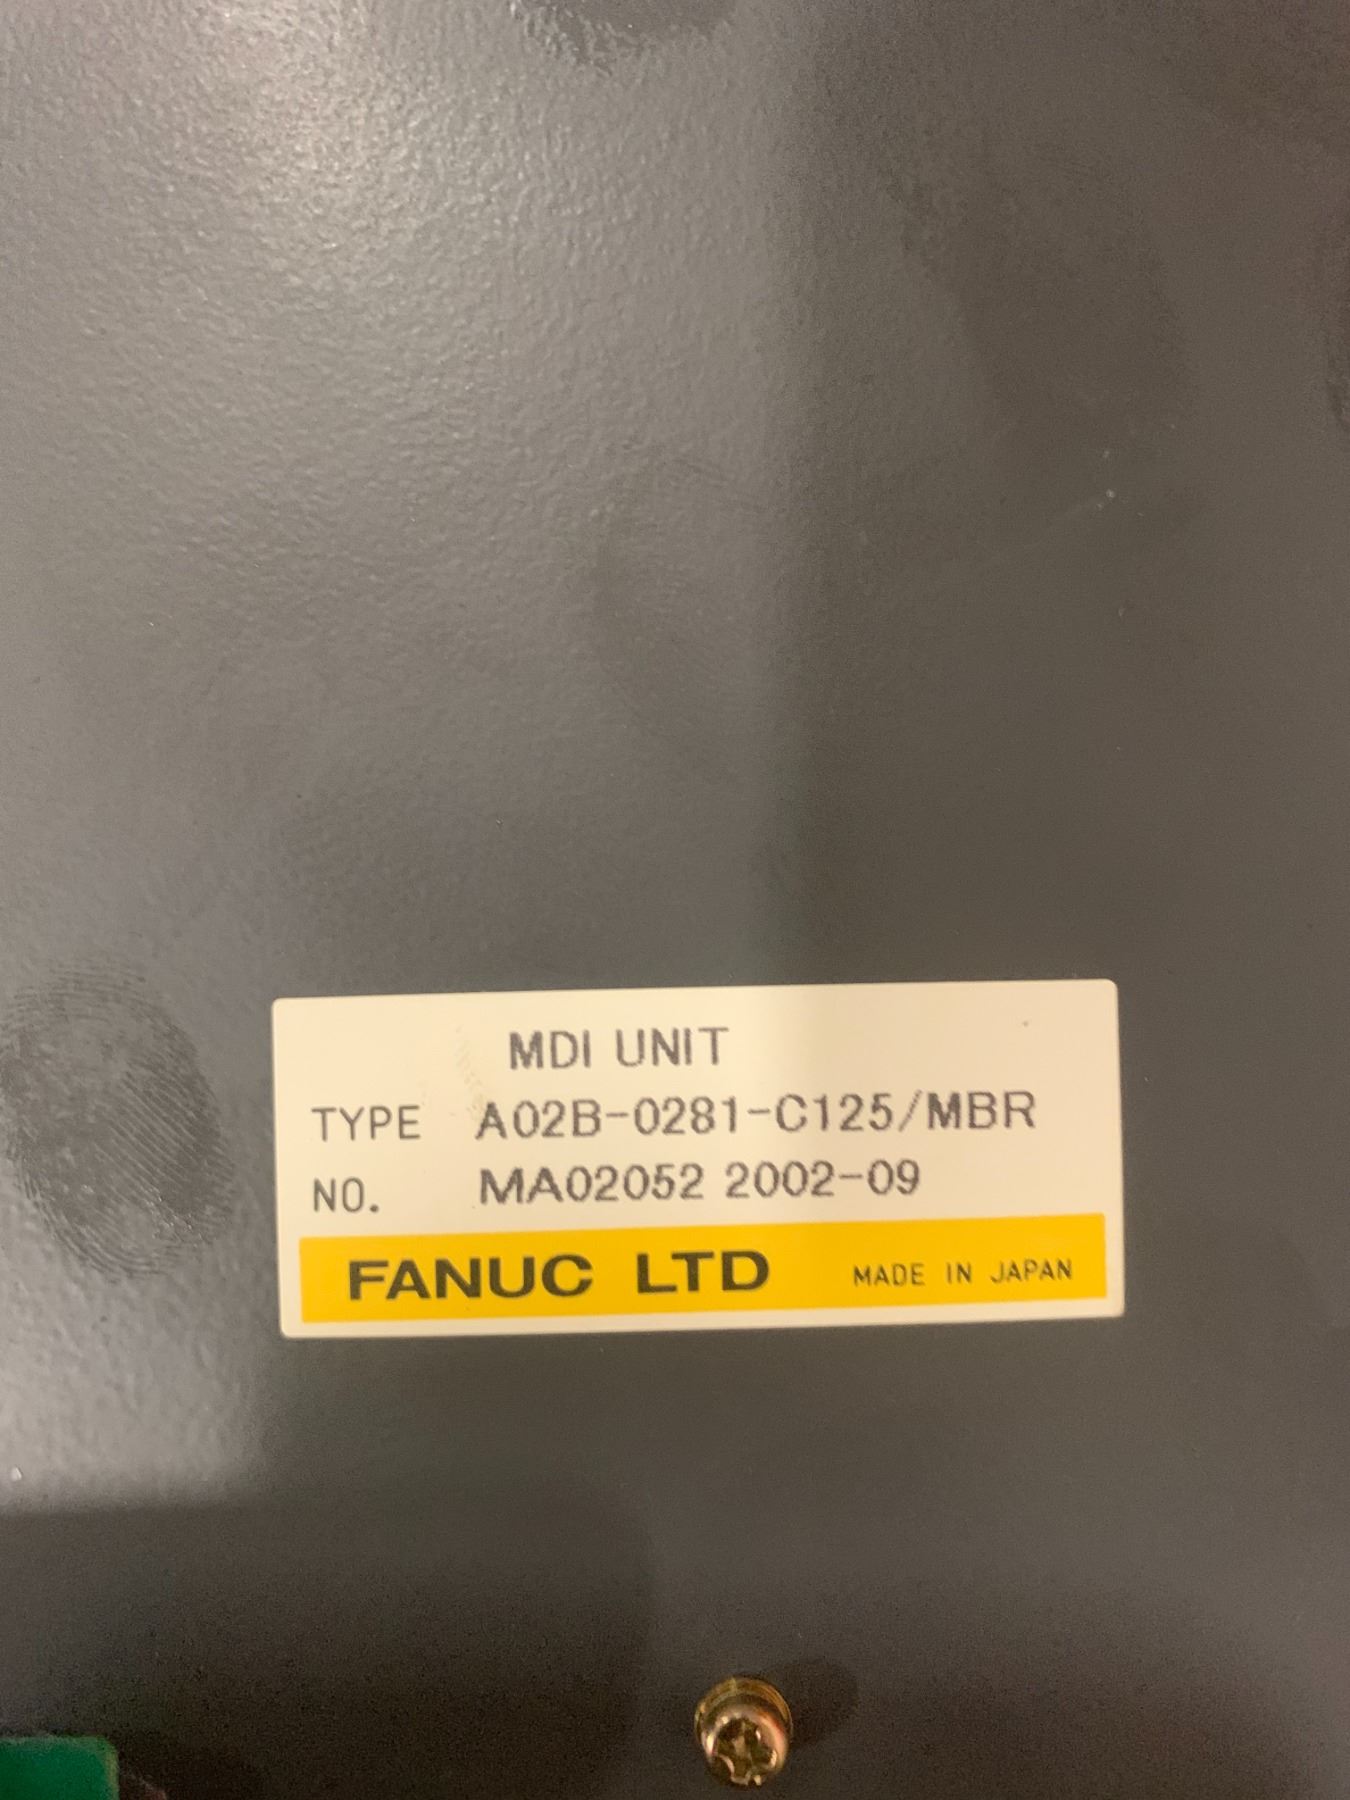 MDI UNIT
TYPE A02B-0281-C125/MBR
NO. MA02052 2002-09
FANUC LTD MADE IN JAPAN